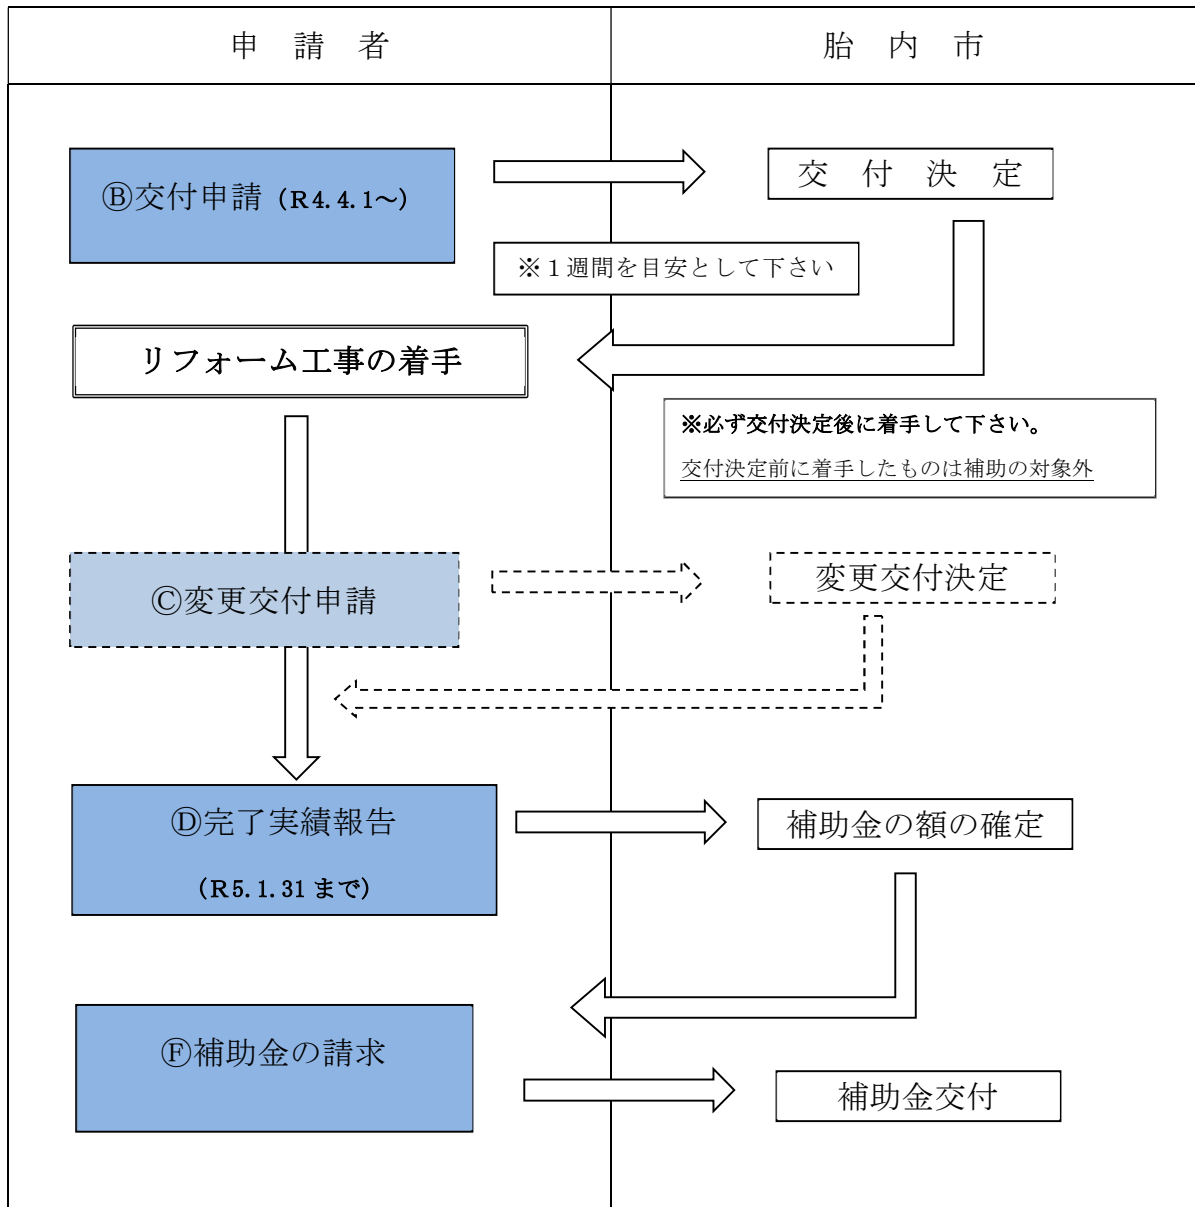 申　請　者
胎　内　市
Ⓑ交付申請（R4.4.1～）
交　付　決　定
※１週間を目安として下さい
リフォーム工事の着手
※必ず交付決定後に着手して下さい。
交付決定前に着手したものは補助の対象外
Ⓒ変更交付申請
変更交付決定
Ⓓ完了実績報告
（R5.1.31 まで）
補助金の額の確定
Ⓕ補助金の請求
補助金交付